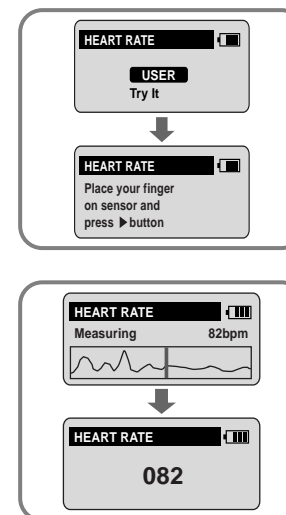 HEART RATE
USER
Try It
HEART RATE
Place your finger
on sensor and
press ▶button
HEART RATE
Measuring 82bpm
HEART RATE
082